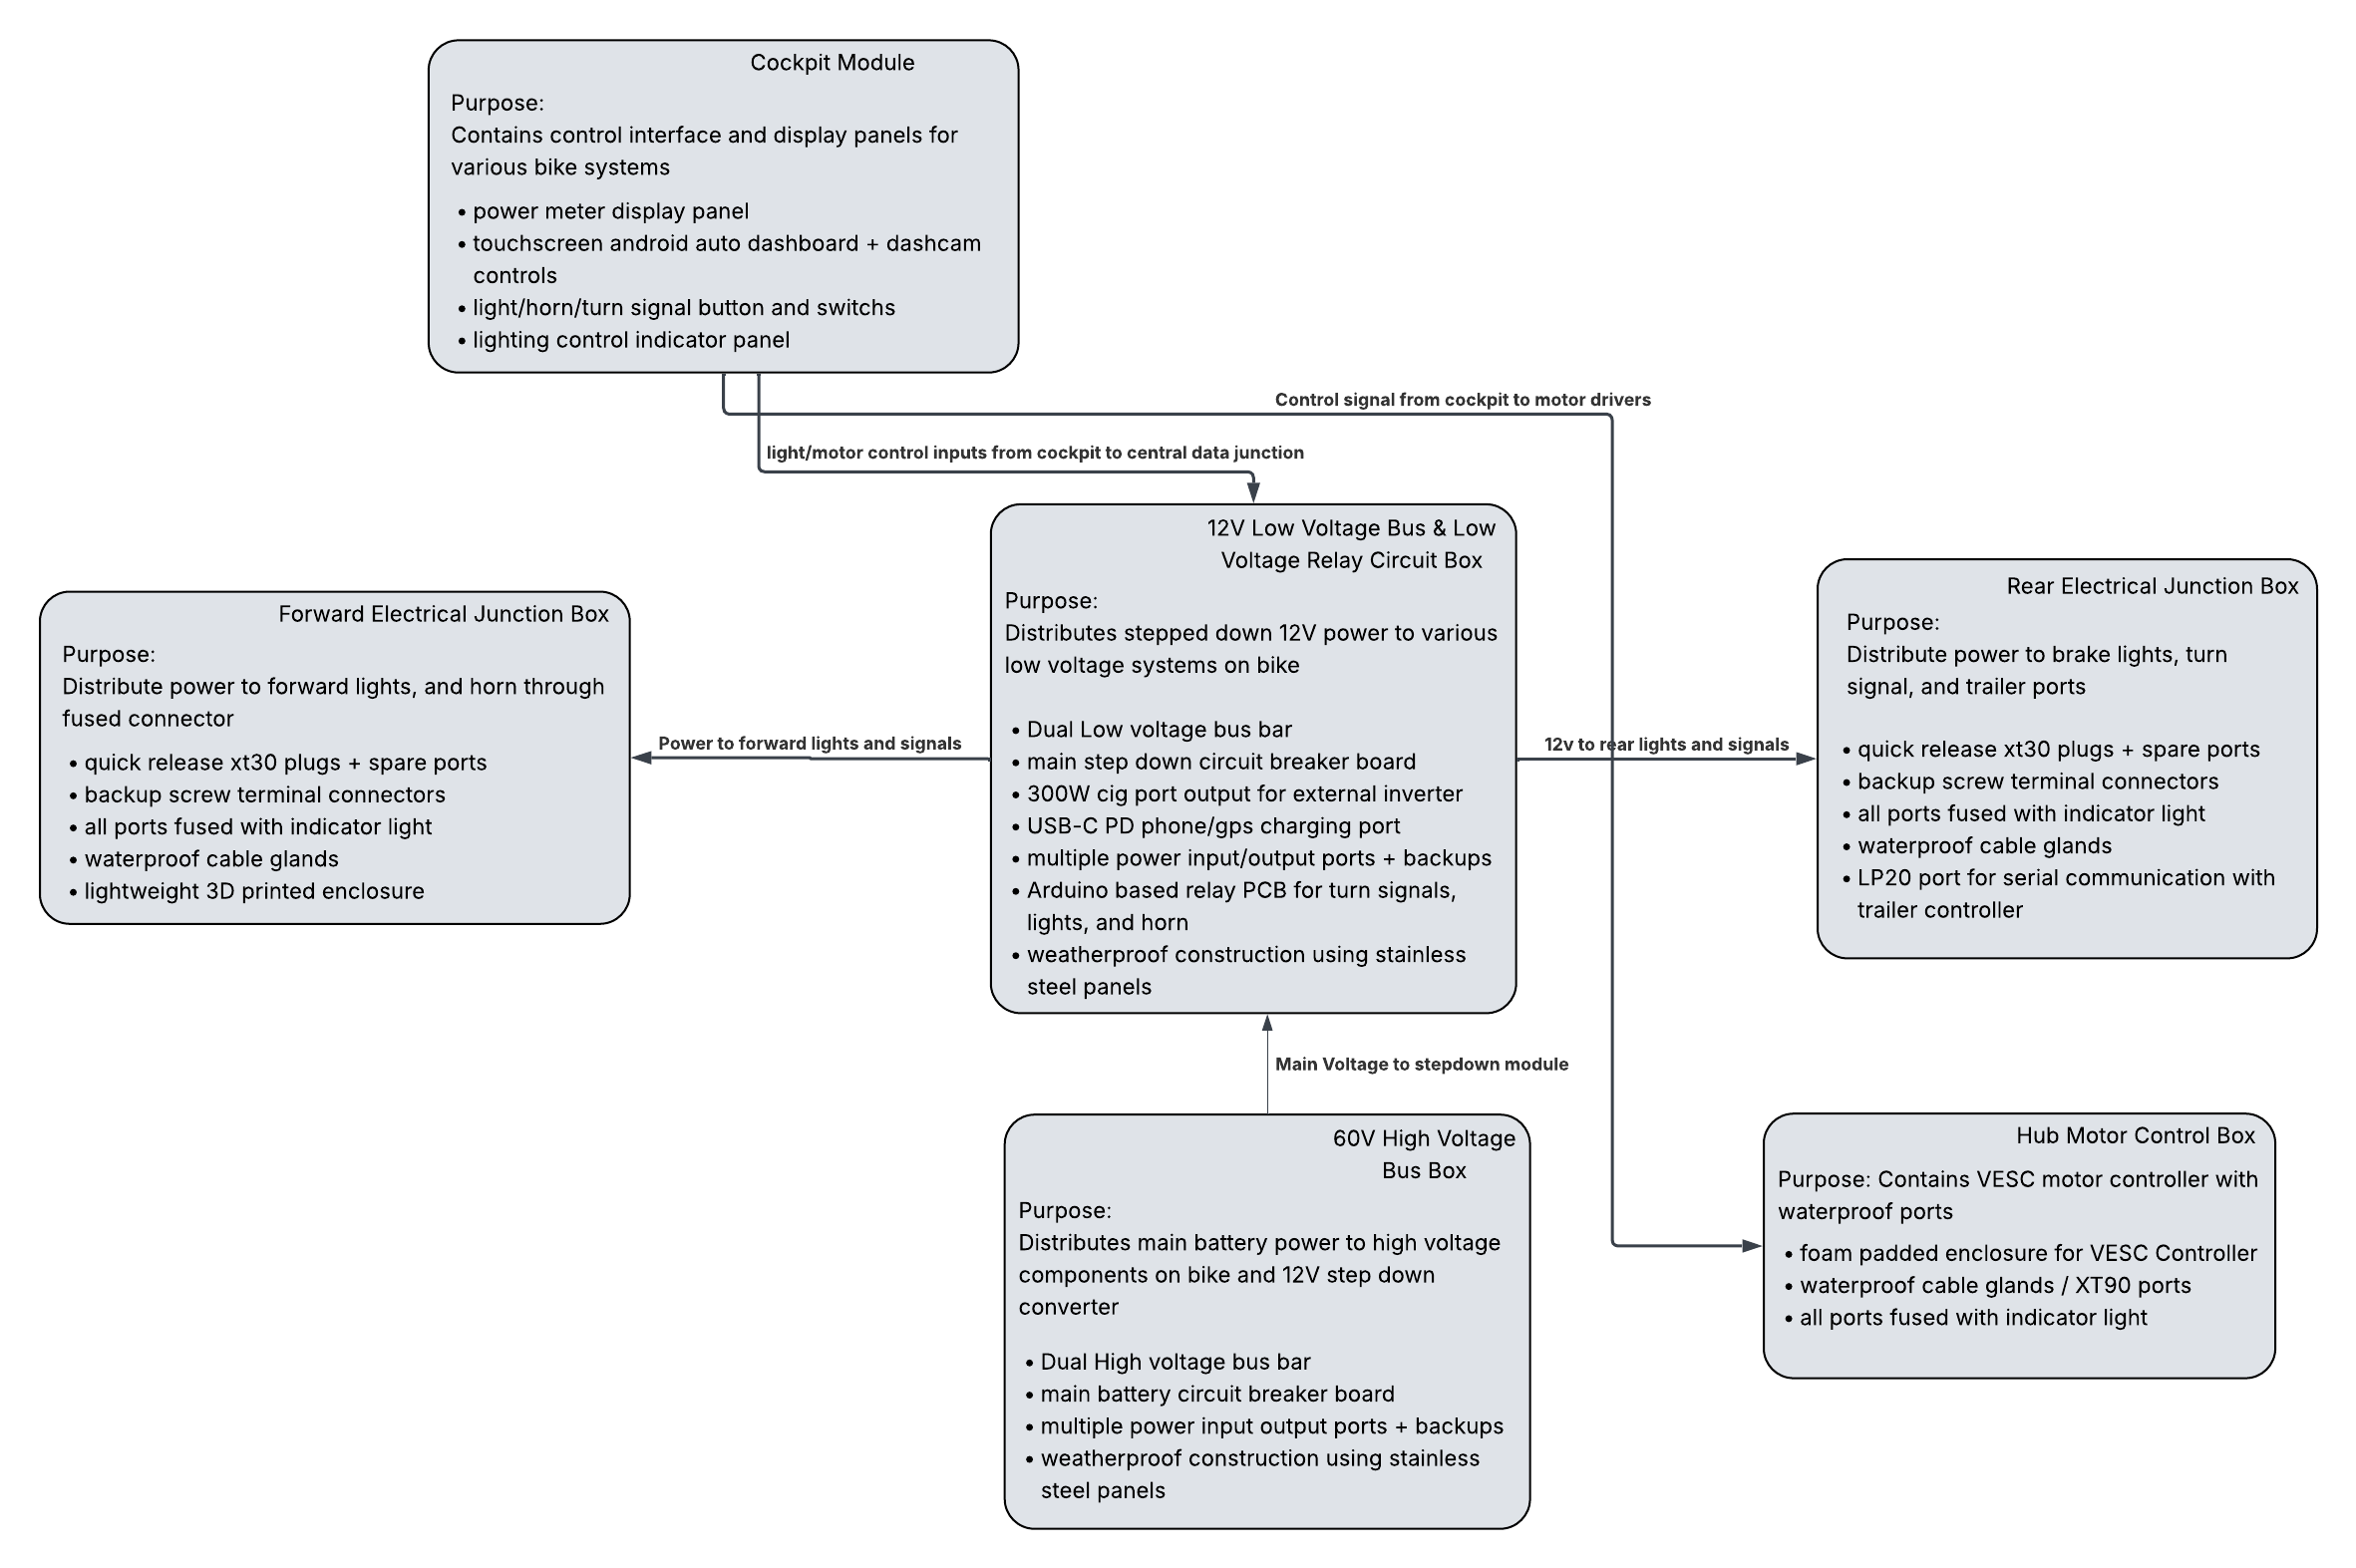 Cockpit Module
Purpose:
Contains control interface and display panels for
various bike systems
• power meter display panel
• touchscreen android auto dashboard + dashcam
controls
• light/horn/turn signal button and switchs
• lighting control indicator panel
Control signal from cockpit to motor drivers
light/motor control inputs from cockpit to central data junction
Forward Electrical Junction Box
Purpose:
Distribute power to forward lights, and horn through
fused connector
• quick release xt30 plugs + spare ports
• backup screw terminal connectors
• all ports fused with indicator light
• waterproof cable glands
• lightweight 3D printed enclosure
Power to forward lights and signals
12V Low Voltage Bus & Low
Voltage Relay Circuit Box
Purpose:
Distributes stepped down 12V power to various
low voltage systems on bike
• Dual Low voltage bus bar
• main step down circuit breaker board
• 300W cig port output for external inverter
• USB-C PD phone/gps charging port
• multiple power input/output ports + backups
• Arduino based relay PCB for turn signals,
lights, and horn
• weatherproof construction using stainless
steel panels
12v to rear lights and signals
Rear Electrical Junction Box
Purpose:
Distribute power to brake lights, turn
signal, and trailer ports
• quick release xt30 plugs + spare ports
• backup screw terminal connectors
• all ports fused with indicator light
• waterproof cable glands
• LP20 port for serial communication with
trailer controller
Main Voltage to stepdown module
60V High Voltage
Bus Box
Purpose:
Distributes main battery power to high voltage
components on bike and 12V step down
converter
• Dual High voltage bus bar
• main battery circuit breaker board
• multiple power input output ports + backups
• weatherproof construction using stainless
steel panels
Hub Motor Control Box
Purpose: Contains VESC motor controller with
waterproof ports
• foam padded enclosure for VESC Controller
• waterproof cable glands / XT90 ports
• all ports fused with indicator light